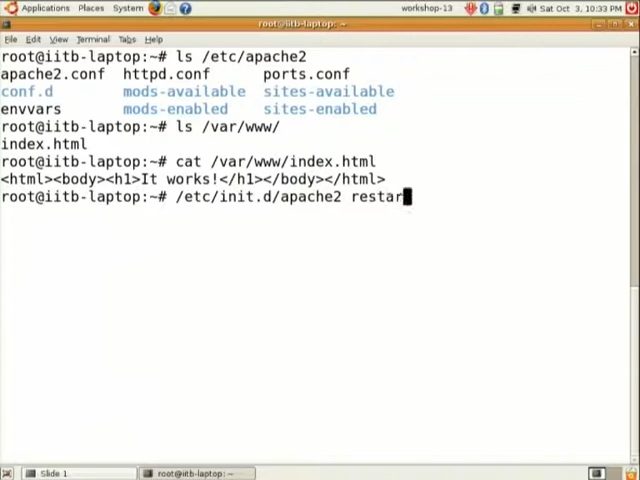 Applications Places System workshop-13 Sat Oct 3, 10:33 PM
root@iitb-laptop: ~
File Edit View Terminal Tabs Help
root@iitb-laptop:~# ls /etc/apache2
apache2.conf httpd.conf ports.conf
conf.d mods-available sites-available
envvars mods-enabled sites-enabled
root@iitb-laptop:~# ls /var/www/
index.html
root@iitb-laptop:~# cat /var/www/index.html
<html><body><h1>It works!</h1></body></html>
root@iitb-laptop:~# /etc/init.d/apache2 restar
Slide 1 root@iitb-laptop: ~